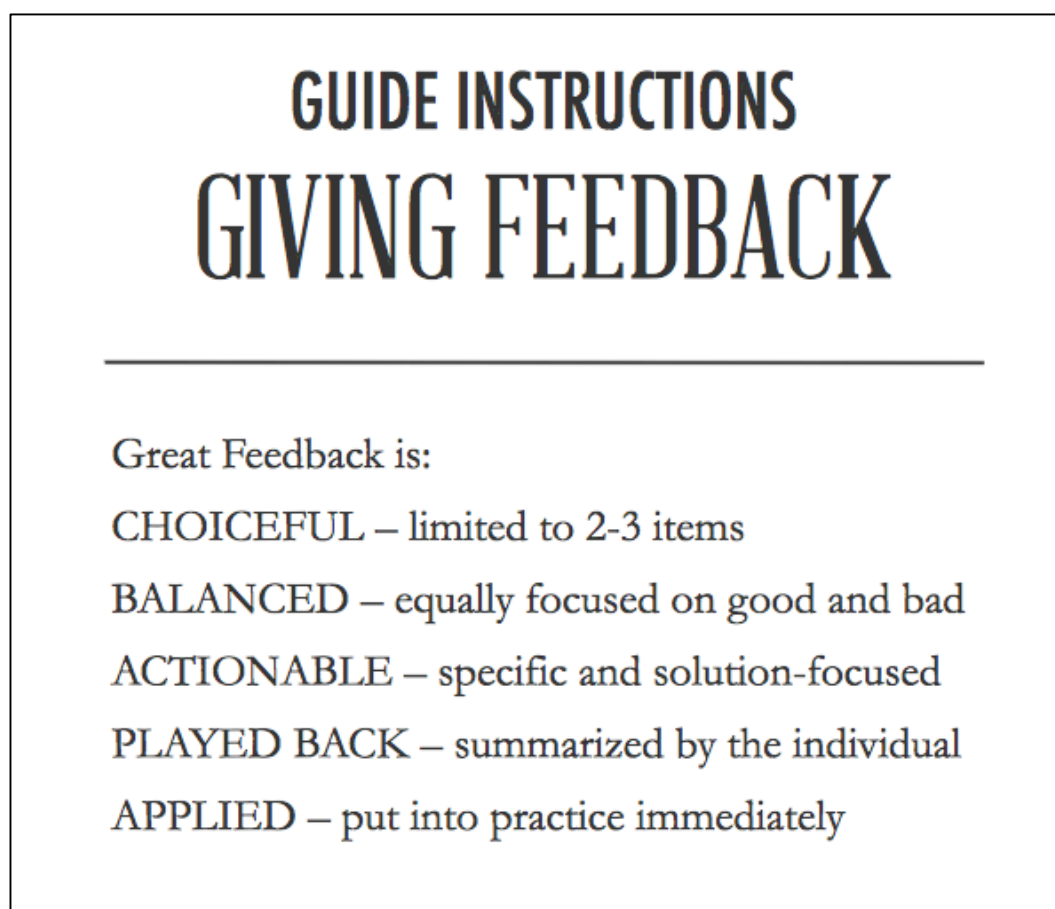 GUIDE INSTRUCTIONS
GIVING FEEDBACK
Great Feedback is:
CHOICEFUL – limited to 2-3 items
BALANCED – equally focused on good and bad
ACTIONABLE – specific and solution-focused
PLAYED BACK – summarized by the individual
APPLIED – put into practice immediately